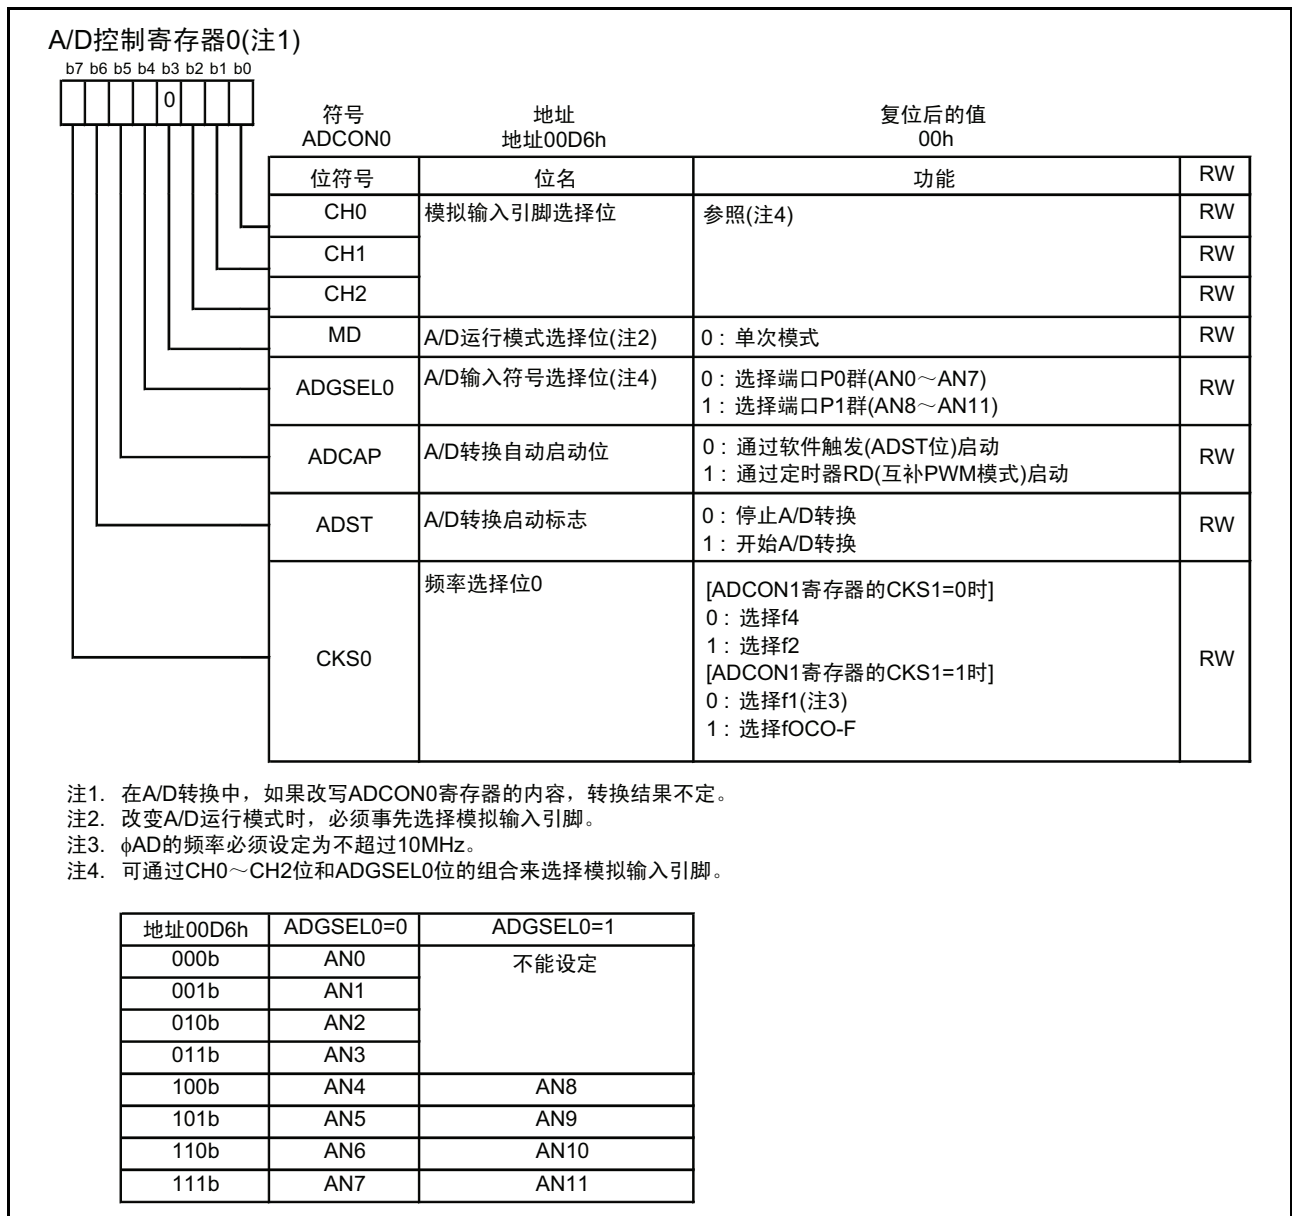 A/D控制寄存器0(注1)
b7 b6 b5 b4 b3 b2 b1 b0
0
符号 地址 复位后的值
ADCON0 地址00D6h 00h
位符号 位名 功能 RW
CH0 模拟输入引脚选择位 参照(注4) RW
CH1 RW
CH2 RW
MD A/D运行模式选择位(注2) 0 : 单次模式 RW
ADGSEL0 A/D输入符号选择位(注4) 0 : 选择端口P0群(AN0～AN7) RW
1 : 选择端口P1群(AN8～AN11)
ADCAP A/D转换自动启动位 0 : 通过软件触发(ADST位)启动 RW
1 : 通过定时器RD(互补PWM模式)启动
ADST A/D转换启动标志 0 : 停止A/D转换 RW
1 : 开始A/D转换
CKS0 频率选择位0 [ADCON1寄存器的CKS1=0时] RW
0 : 选择f4
1 : 选择f2
[ADCON1寄存器的CKS1=1时]
0 : 选择f1(注3)
1 : 选择fOCO-F
注1. 在A/D转换中，如果改写ADCON0寄存器的内容，转换结果不定。
注2. 改变A/D运行模式时，必须事先选择模拟输入引脚。
注3. ϕAD的频率必须设定为不超过10MHz。
注4. 可通过CH0～CH2位和ADGSEL0位的组合来选择模拟输入引脚。
地址00D6h ADGSEL0=0 ADGSEL0=1
000b AN0 不能设定
001b AN1
010b AN2
011b AN3
100b AN4 AN8
101b AN5 AN9
110b AN6 AN10
111b AN7 AN11